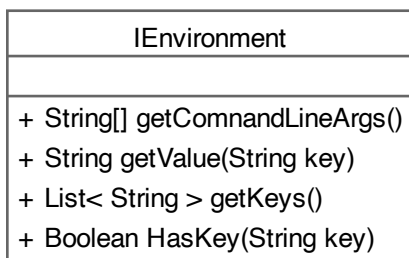 IEnvironment
+ String[] getComnandLineArgs()
+ String getValue(String key)
+ List< String > getKeys()
+ Boolean HasKey(String key)